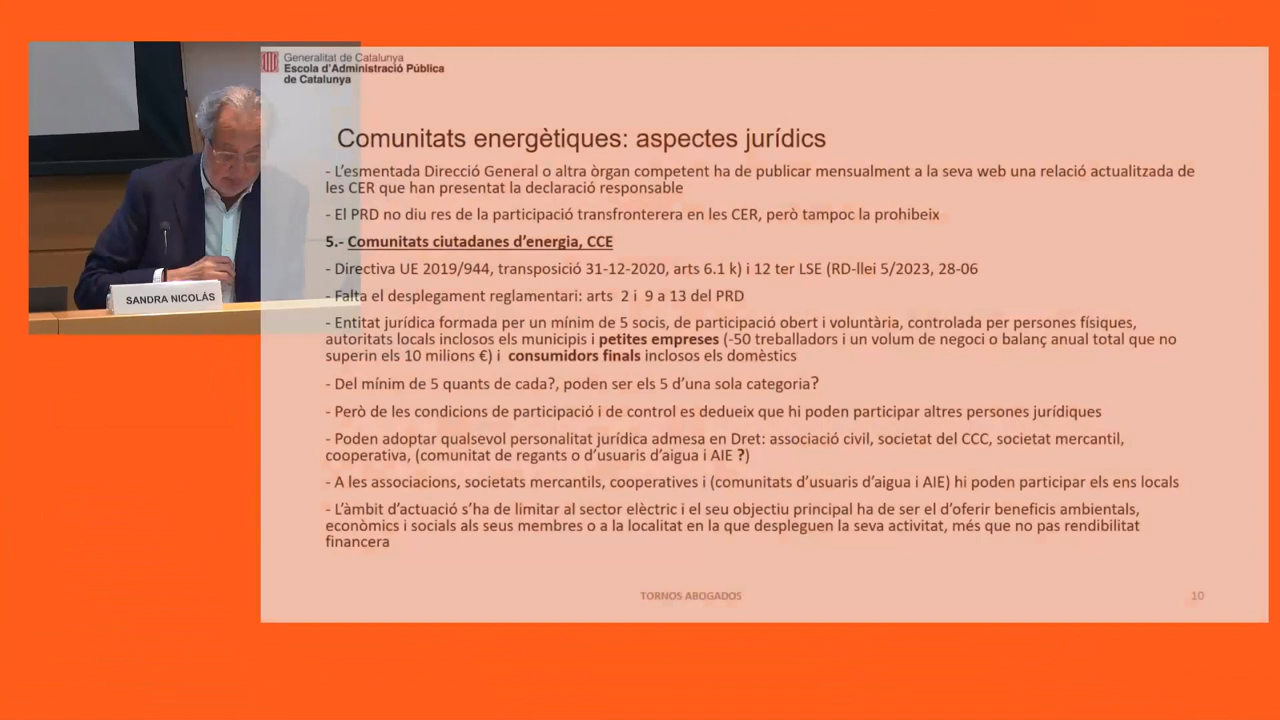 Generalitat de Catalunya
Escola d'Administració Pública
de Catalunya
SANDRA NICOLÁS
Comunitats energètiques: aspectes jurídics
- L'esmentada Direcció General o altra òrgan competent ha de publicar mensualment a la seva web una relació actualitzada de
les CER que han presentat la declaració responsable
- El PRD no diu res de la participació transfronterera en les CER, però tampoc la prohibeix
5.- Comunitats ciutadanes d'energia, CCE
- Directiva UE 2019/944, transposició 31-12-2020, arts 6.1 k) i 12 ter LSE (RD-llei 5/2023, 28-06
- Falta el desplegament reglamentari: arts 2 i 9 a 13 del PRD
- Entitat jurídica formada per un mínim de 5 socis, de participació obert i voluntària, controlada per persones físiques,
autoritats locals inclosos els municipis i petites empreses (-50 treballadors i un volum de negoci o balanç anual total que no
superin els 10 milions €) i consumidors finals inclosos els domèstics
- Del mínim de 5 quants de cada?, poden ser els 5 d'una sola categoria?
- Però de les condicions de participació i de control es dedueix que hi poden participar altres persones jurídiques
- Poden adoptar qualsevol personalitat jurídica admesa en Dret: associació civil, societat del CCC, societat mercantil,
cooperativa, (comunitat de regants o d'usuaris d'aigua i AIE ?)
- A les associacions, societats mercantils, cooperatives i (comunitats d'usuaris d'aigua i AIE) hi poden participar els ens locals
- L'àmbit d'actuació s'ha de limitar al sector elèctric i el seu objectiu principal ha de ser el d'oferir beneficis ambientals,
econòmics i socials als seus membres o a la localitat en la que despleguen la seva activitat, més que no pas rendibilitat
financera
TORNOS ABOGADOS
10